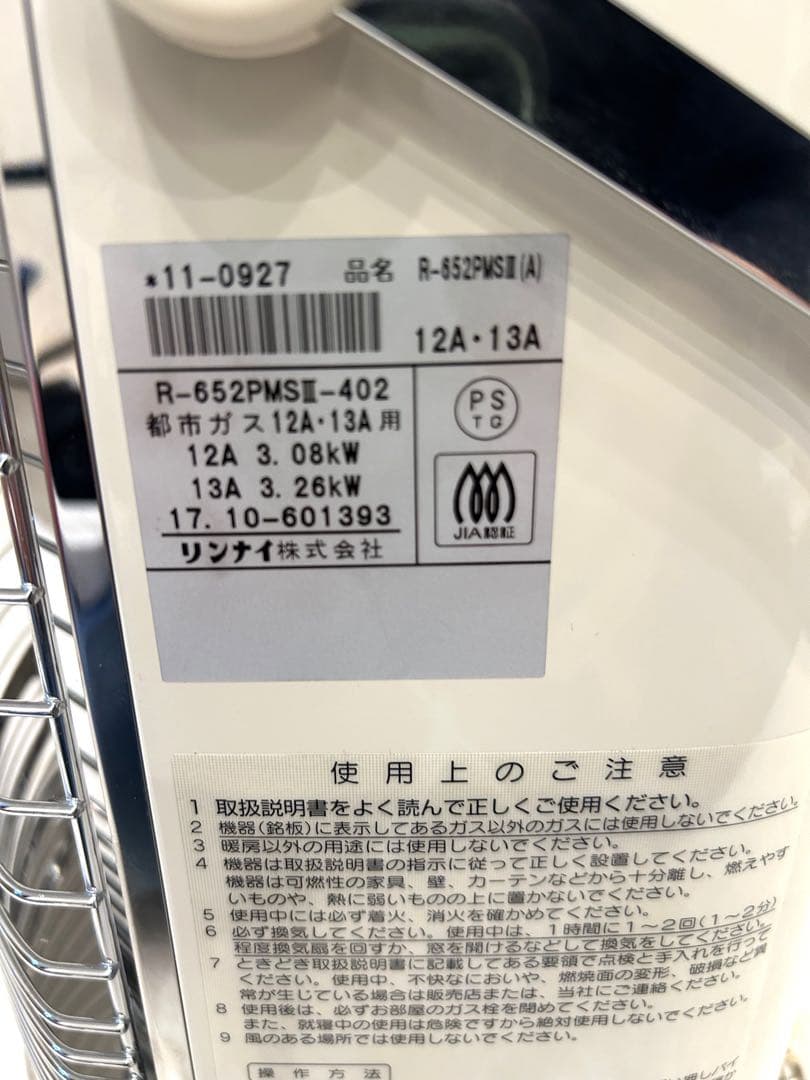 *11-0927 品名 R-652PMSⅢ(A)
12A・13A
R-652PMSⅢ-402
都市ガス12A・13A用
12A 3.08kW
13A 3.26kW
17.10-601393
リンナイ株式会社
PS
TG
JIA認証
使用上のご注意
1 取扱説明書をよく読んで正しくご使用ください。
2 機器(銘板)に表示してあるガス以外のガスには使用しないでください。
3 暖房以外の用途には使用しないでください。
4 機器は取扱説明書の指示に従って正しく設置してください。
機器は可燃性の家具、壁、カーテンなどから十分離し、燃えやす
いものや、熱に弱いものの上に置かないでください。
5 使用中には必ず着火、消火を確かめてください。
6 必ず換気してください。使用中は、1時間に1〜2回(1〜2分)
程度換気扇を回すか、窓を開けるなどして換気をしてください。
7 ときどき取扱説明書に記載してある要領で点検と手入れを行って
ください。使用中、不快なにおいや、燃焼面の変形、破損など異
常が生じている場合は販売店または、当社にご連絡ください。
8 使用後は、必ずお部屋のガス栓を閉めてください。
また、就寝中の使用は危険ですから絶対使用しないでください。
9 風のある場所では使用しないでください。
操作方法